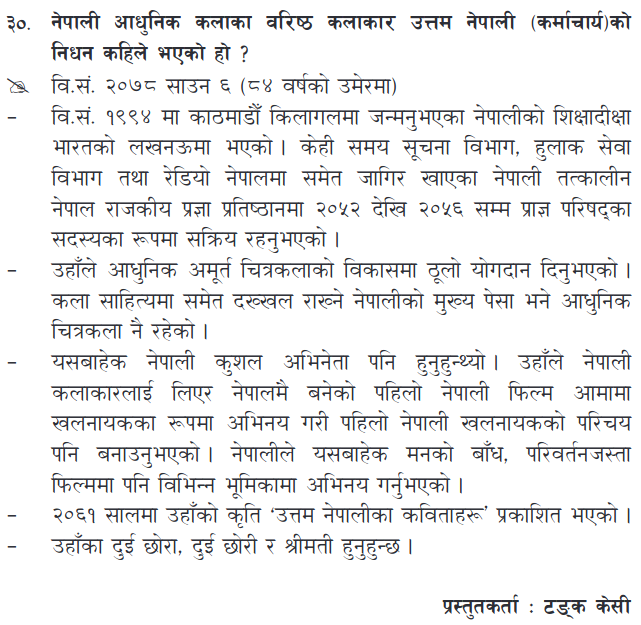 ३०. नेपाली आधुनिक कलाका वरिष्ठ कलाकार उत्तम नेपाली (कर्माचार्य)को
निधन कहिले भएको हो ?
वि.सं. २०७८ साउन ६ (८४ वर्षको उमेरमा)
– वि.सं. १९९४ मा काठमाडौँ किलागलमा जन्मनुभएका नेपालीको शिक्षादीक्षा
भारतको लखनऊमा भएको । केही समय सूचना विभाग, हुलाक सेवा
विभाग तथा रेडियो नेपालमा समेत जागिर खाएका नेपाली तत्कालीन
नेपाल राजकीय प्रज्ञा प्रतिष्ठानमा २०५२ देखि २०५६ सम्म प्राज्ञ परिषद्का
सदस्यका रूपमा सक्रिय रहनुभएको ।
– उहाँले आधुनिक अमूर्त चित्रकलाको विकासमा ठूलो योगदान दिनुभएको ।
कला साहित्यमा समेत दख्खल राख्ने नेपालीको मुख्य पेसा भने आधुनिक
चित्रकला नै रहेको ।
– यसबाहेक नेपाली कुशल अभिनेता पनि हुनुहुन्थ्यो । उहाँले नेपाली
कलाकारलाई लिएर नेपालमै बनेको पहिलो नेपाली फिल्म आमामा
खलनायकका रूपमा अभिनय गरी पहिलो नेपाली खलनायकको परिचय
पनि बनाउनुभएको । नेपालीले यसबाहेक मनको बाँध, परिवर्तनजस्ता
फिल्ममा पनि विभिन्न भूमिकामा अभिनय गर्नुभएको ।
– २०६१ सालमा उहाँको कृति ‘उत्तम नेपालीका कविताहरू’ प्रकाशित भएको ।
– उहाँका दुई छोरा, दुई छोरी र श्रीमती हुनुहुन्छ ।
प्रस्तुतकर्ता : टङ्क केसी